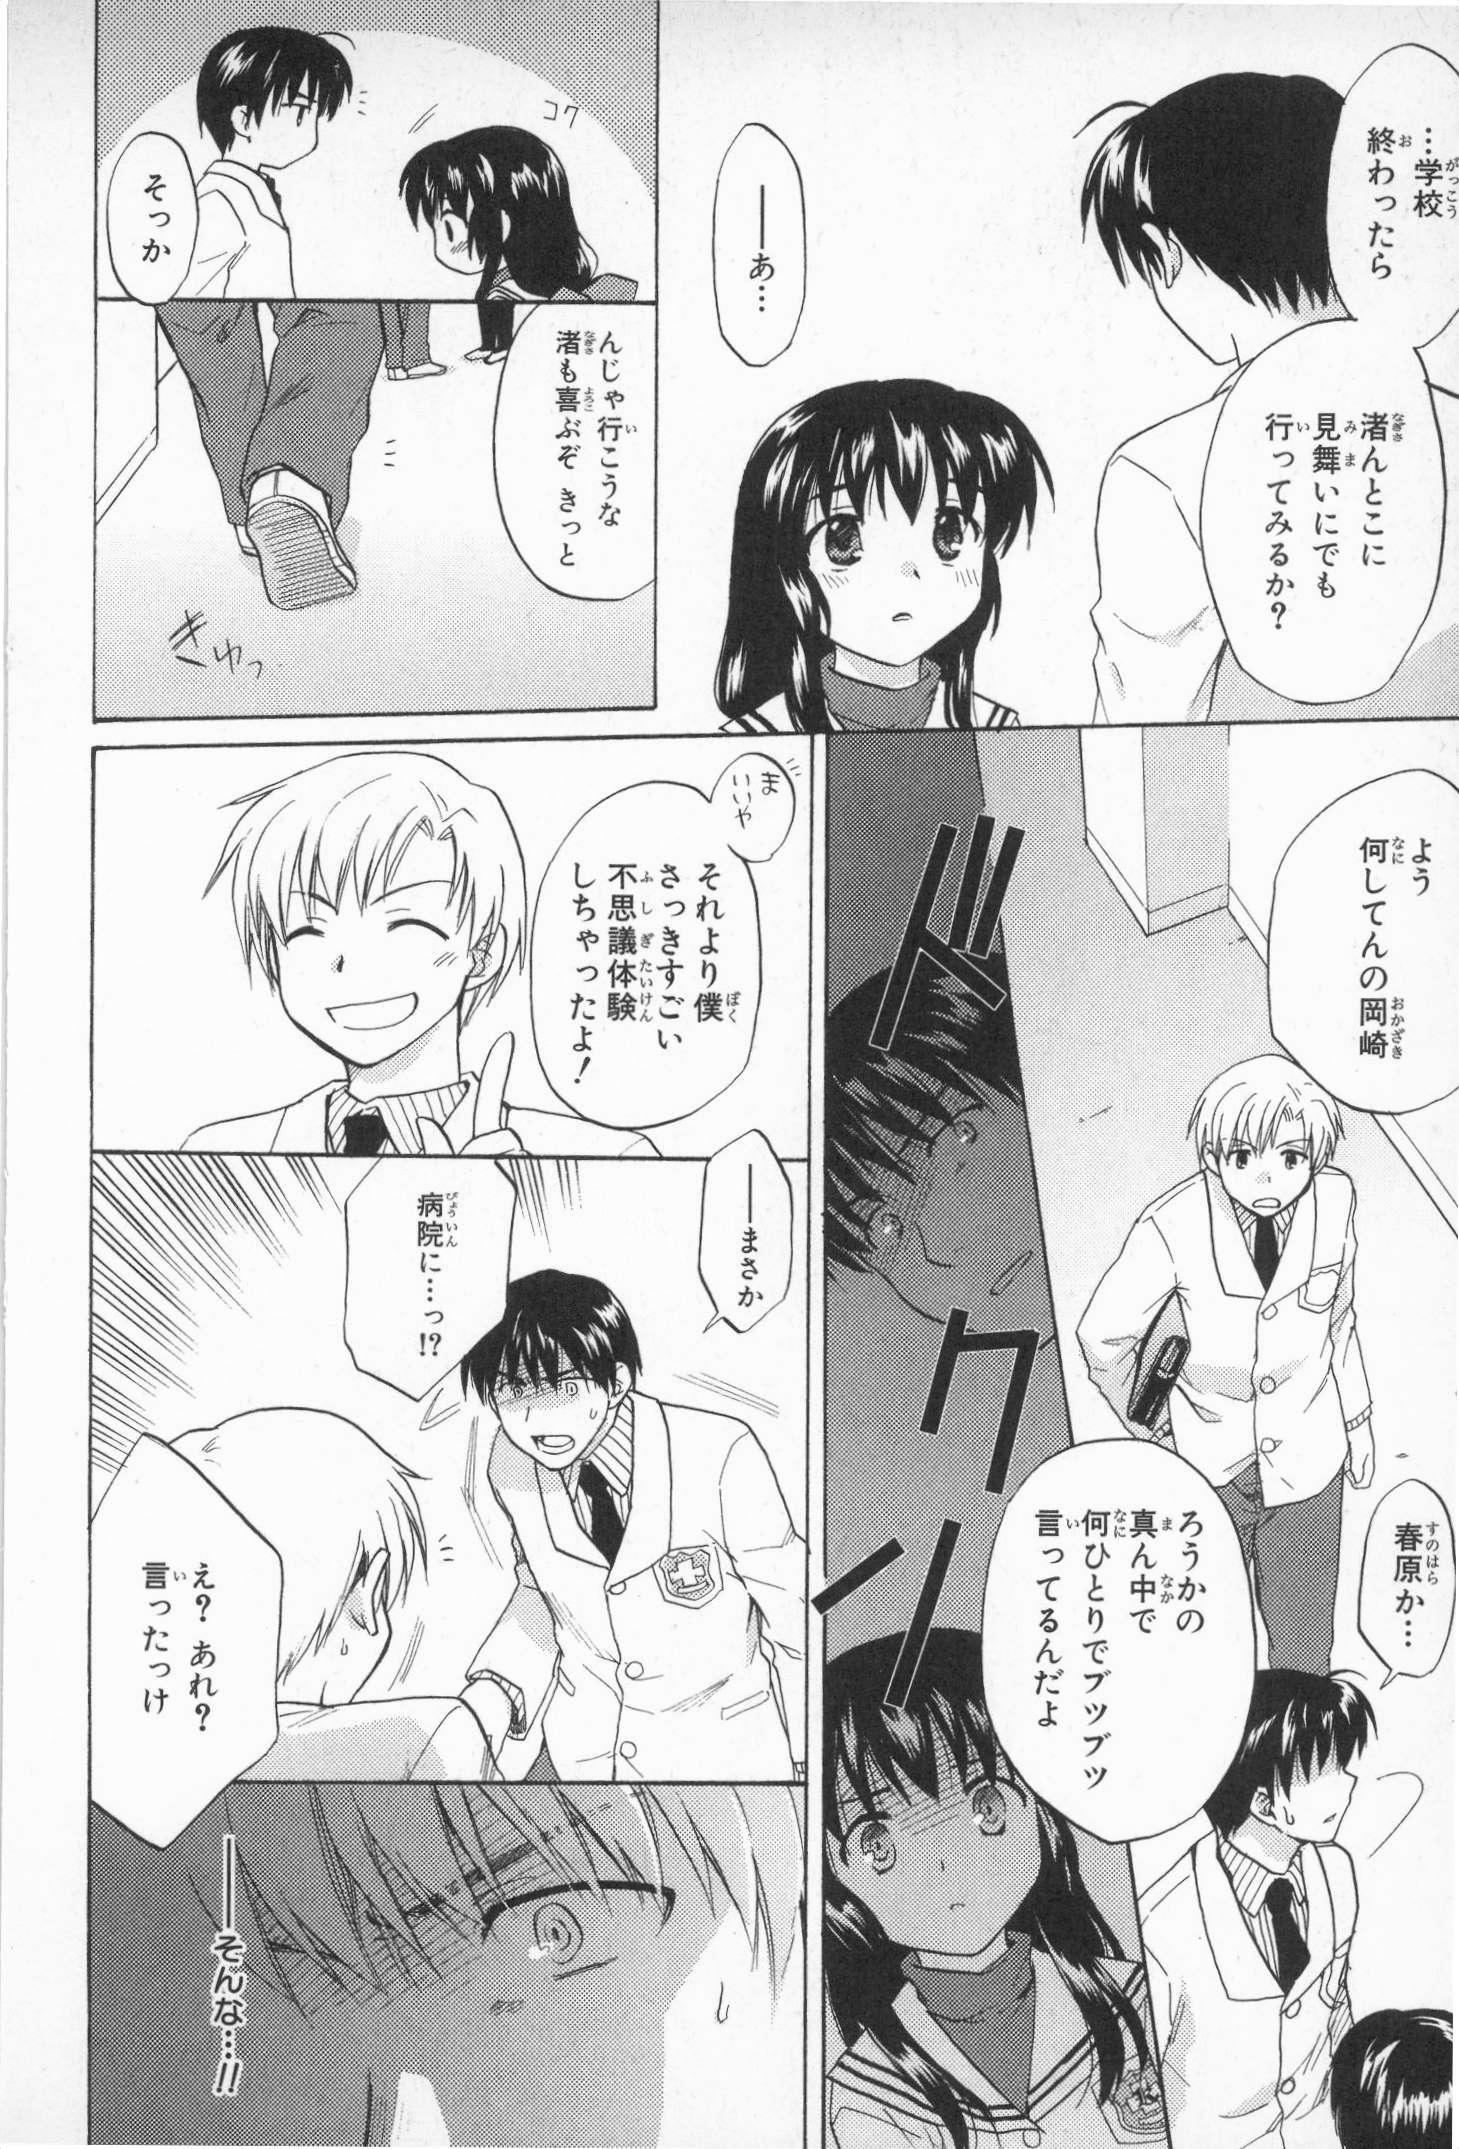 …学校
終わったら
渚んとこに
見舞いにでも
行ってみるか？
――あ…
コク
そっか
んじゃ行こうな
渚も喜ぶぞ きっと
きゅっ
よう
何してんの岡崎
ドクン
春原か…
ろうかの
真ん中で
何ひとりでブツブツ
言ってるんだよ
ま
いいや
それより僕
さっきすごい
不思議体験
しちゃったよ！
――まさか
病院に…っ!?
え？ あれ？
言ったっけ
――そんな…!!